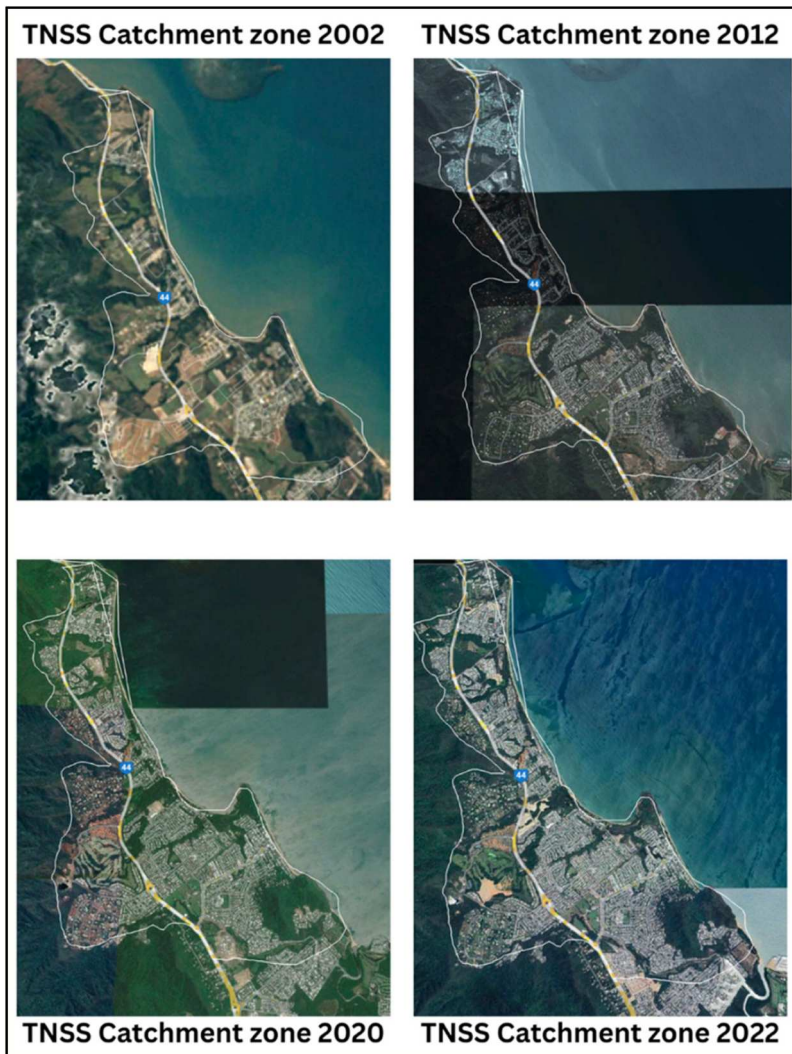 TNSS Catchment zone 2002
TNSS Catchment zone 2012
44
44
44
44
TNSS Catchment zone 2020
TNSS Catchment zone 2022